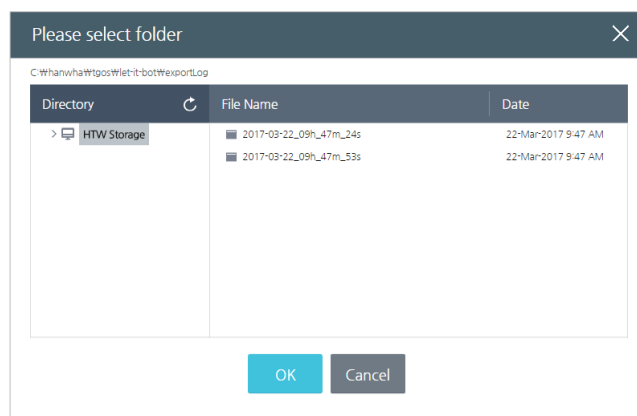 Please select folder
C:₩hanwha₩tgos₩let-it-bot₩exportLog
Directory File Name Date
HTW Storage 2017-03-22_09h_47m_24s 22-Mar-2017 9:47 AM
2017-03-22_09h_47m_53s 22-Mar-2017 9:47 AM
OK Cancel